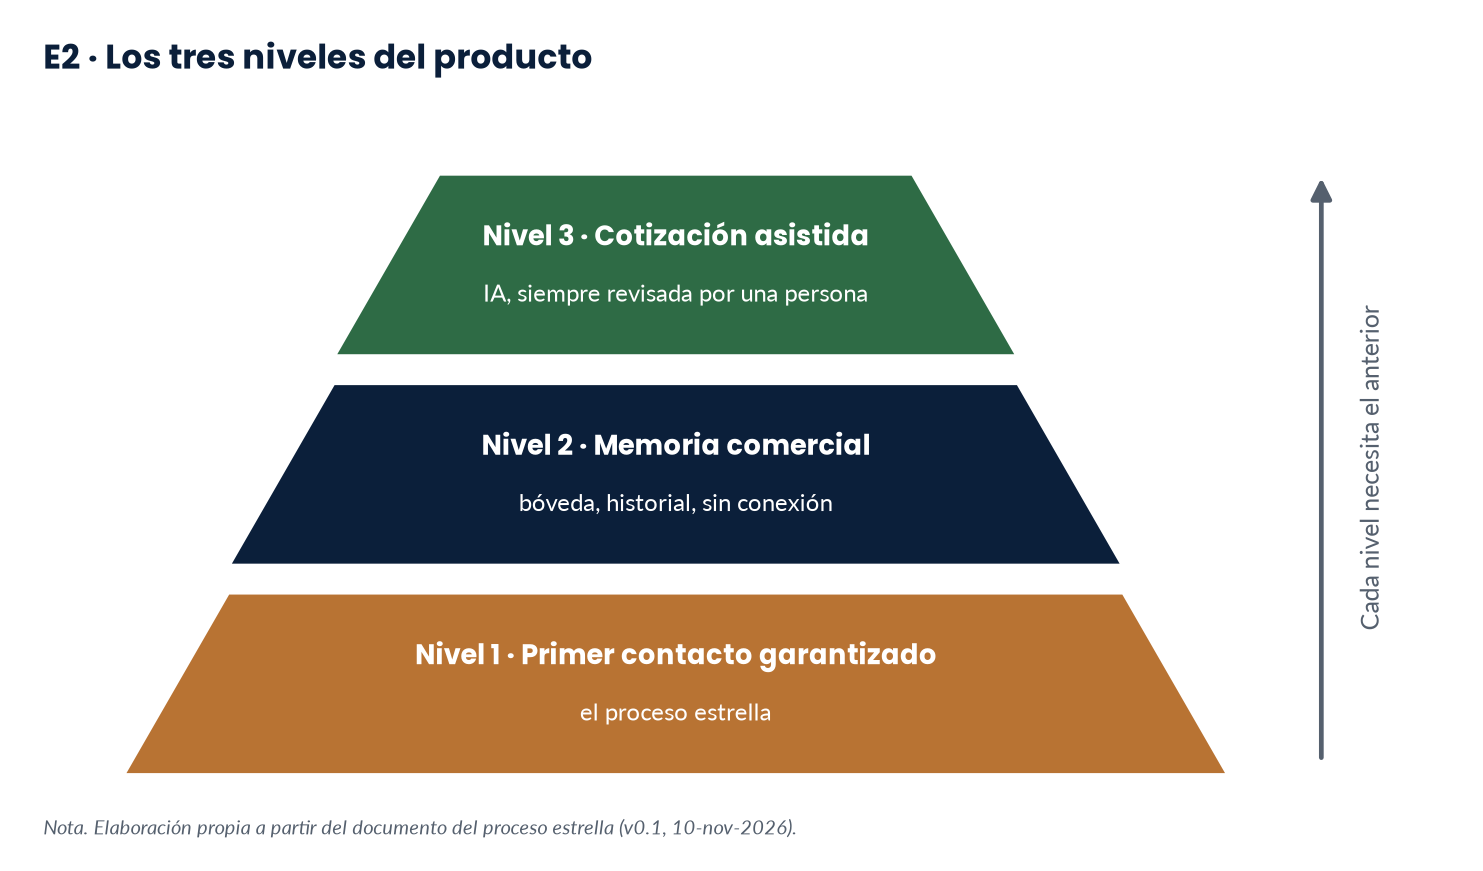 E2 · Los tres niveles del producto
Nivel 3 · Cotización asistida
IA, siempre revisada por una persona
Nivel 2 · Memoria comercial
bóveda, historial, sin conexión
Nivel 1 · Primer contacto garantizado
el proceso estrella
Cada nivel necesita el anterior
Nota. Elaboración propia a partir del documento del proceso estrella (v0.1, 10-nov-2026).